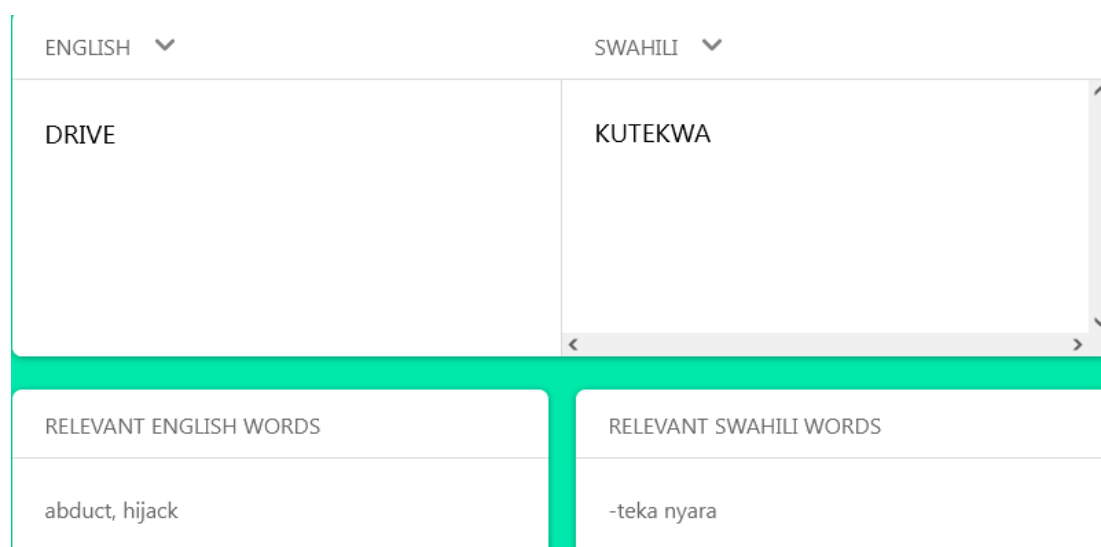 ENGLISH
SWAHILI
DRIVE
KUTEKWA
RELEVANT ENGLISH WORDS
RELEVANT SWAHILI WORDS
abduct, hijack
-teka nyara